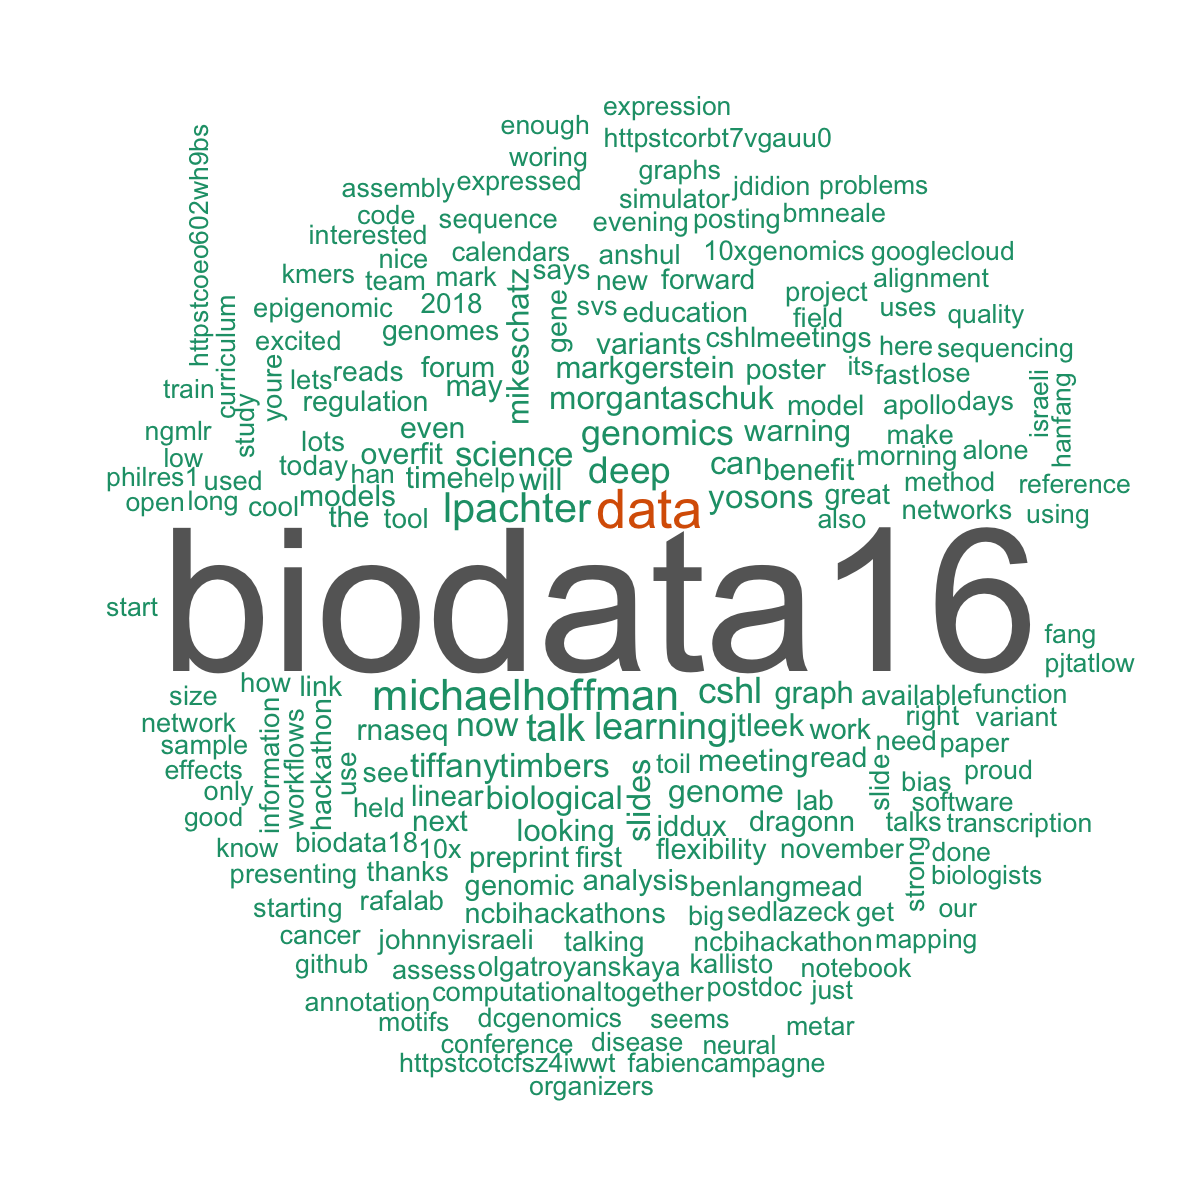 expression
enough
httpstcorbt7vgauu0
woring
graphs
assembly
expressed
simulator
jdidion
problems
code
sequence
evening
posting
bmneale
interested
calendars
anshul
10xgenomics
googlecloud
httpstcoeo602wh9bs
nice
kmers
team
mark
says
new
forward
alignment
epigenomic
2018
mikeschatz
gene
svs
education
project
field
uses
quality
curriculum
excited
genomes
variants
cshlmeetings
here
sequencing
train
study
youre
lets
reads
forum
may
markgerstein
poster
its
fast
lose
israeli
hanfang
regulation
morgantaschuk
model
apollo
days
ngmlr
lots
even
genomics
warning
make
low
today
overfit
science
deep
can
benefit
morning
alone
philres1
used
han
time
help
will
method
reference
open
long
cool
models
lpachter
data
yosons
great
networks
using
the
tool
also
biodata16
start
fang
pjtatlow
size
how
link
michaelhoffman
cshl
graph
available
function
network
rnaseq
now
talk
learning
jtleek
work
right
variant
sample
information
workflows
hackathon
use
see
tiffanytimbers
toil
meeting
read
need
paper
effects
slide
bias
proud
only
held
linear
biological
slides
genome
lab
software
good
next
looking
iddux
dragonn
talks
transcription
know
biodata18
10x
preprint
first
flexibility
november
strong
done
presenting
thanks
genomic
analysis
benlangmead
biologists
starting
rafalab
ncbihackathons
big
sedlazeck
get
our
cancer
johnnyisraeli
talking
ncbihackathon
mapping
github
assess
olgatroyanskaya
kallisto
notebook
annotation
computational
together
postdoc
just
motifs
dcgenomics
seems
metar
conference
disease
neural
httpstcotcfsz4iwwt
fabiencampagne
organizers